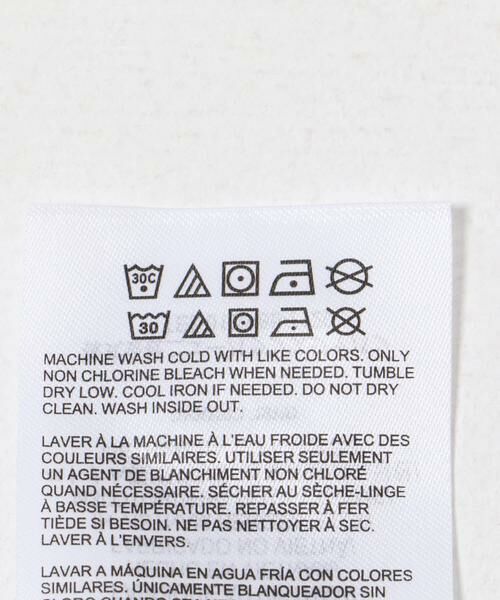 30C
30
MACHINE WASH COLD WITH LIKE COLORS. ONLY
NON CHLORINE BLEACH WHEN NEEDED. TUMBLE
DRY LOW. COOL IRON IF NEEDED. DO NOT DRY
CLEAN. WASH INSIDE OUT.
LAVER À LA MACHINE À L'EAU FROIDE AVEC DES
COULEURS SIMILAIRES. UTILISER SEULEMENT
UN AGENT DE BLANCHIMENT NON CHLORÉ
QUAND NÉCESSAIRE. SÉCHER AU SÈCHE-LINGE
À BASSE TEMPÉRATURE. REPASSER À FER
TIÈDE SI BESOIN. NE PAS NETTOYER À SEC.
LAVER À L'ENVERS.
LAVAR A MÁQUINA EN AGUA FRÍA CON COLORES
SIMILARES. ÚNICAMENTE BLANQUEADOR SIN